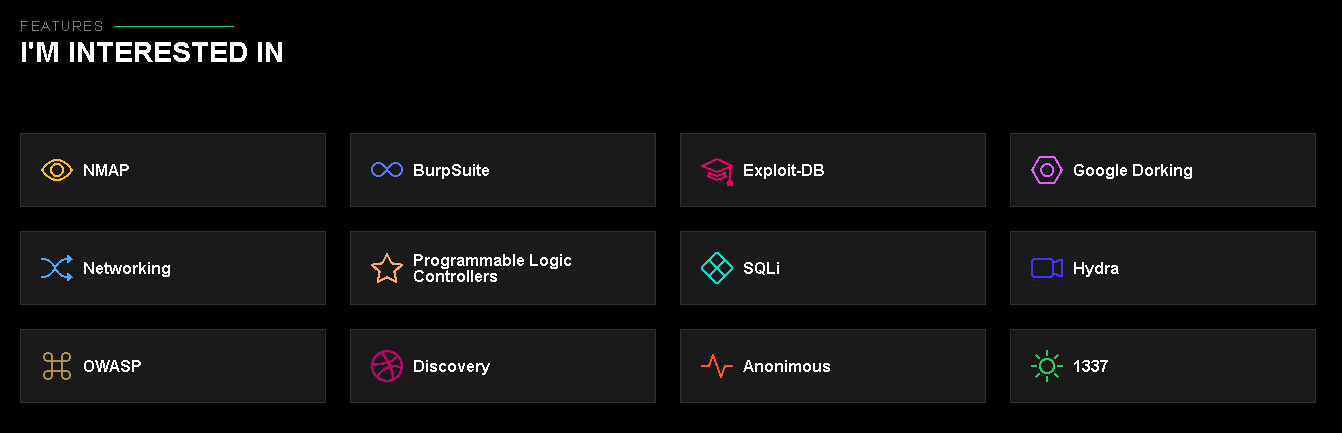 FEATURES
I'M INTERESTED IN
NMAP
BurpSuite
Exploit-DB
Google Dorking
Networking
Programmable Logic
Controllers
SQLi
Hydra
OWASP
Discovery
Anonimous
1337